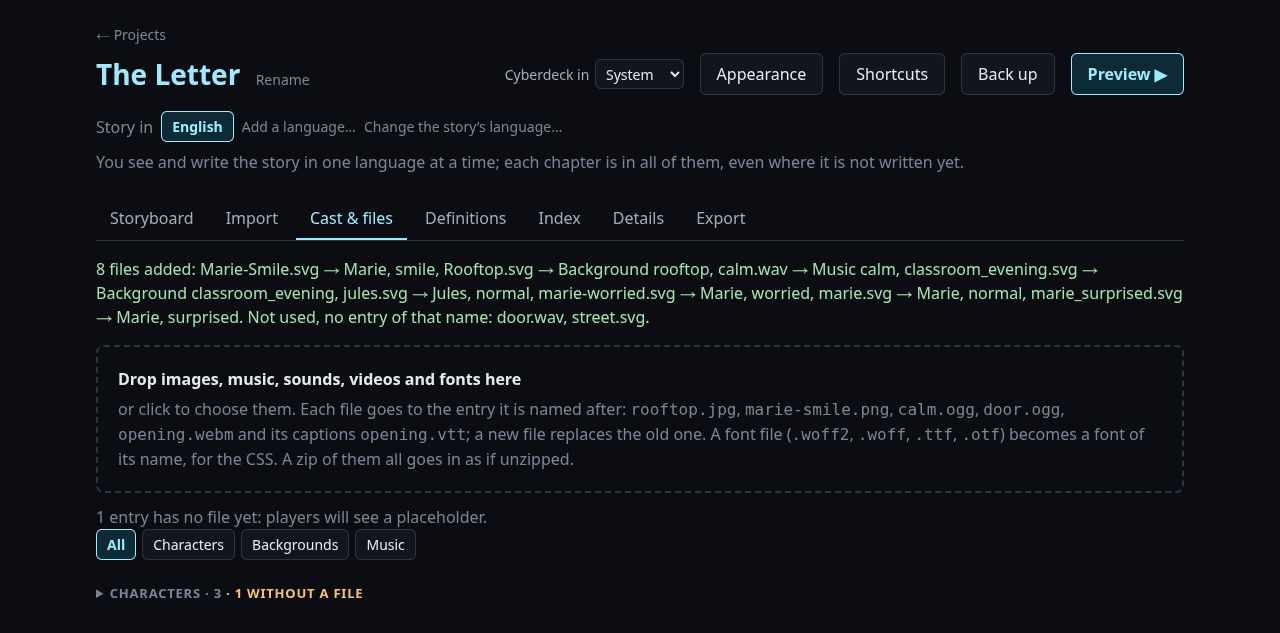 ← Projects
The Letter Rename Cyberdeck in System Appearance Shortcuts Back up Preview ▶
Story in English Add a language… Change the story's language…
You see and write the story in one language at a time; each chapter is in all of them, even where it is not written yet.
Storyboard Import Cast & files Definitions Index Details Export
8 files added: Marie-Smile.svg → Marie, smile, Rooftop.svg → Background rooftop, calm.wav → Music calm, classroom_evening.svg →
Background classroom_evening, jules.svg → Jules, normal, marie-worried.svg → Marie, worried, marie.svg → Marie, normal, marie_surprised.svg
→ Marie, surprised. Not used, no entry of that name: door.wav, street.svg.
Drop images, music, sounds, videos and fonts here
or click to choose them. Each file goes to the entry it is named after: rooftop.jpg, marie-smile.png, calm.ogg, door.ogg,
opening.webm and its captions opening.vtt; a new file replaces the old one. A font file (.woff2, .woff, .ttf, .otf) becomes a font of
its name, for the CSS. A zip of them all goes in as if unzipped.
1 entry has no file yet: players will see a placeholder.
All Characters Backgrounds Music
▶ CHARACTERS · 3 · 1 WITHOUT A FILE